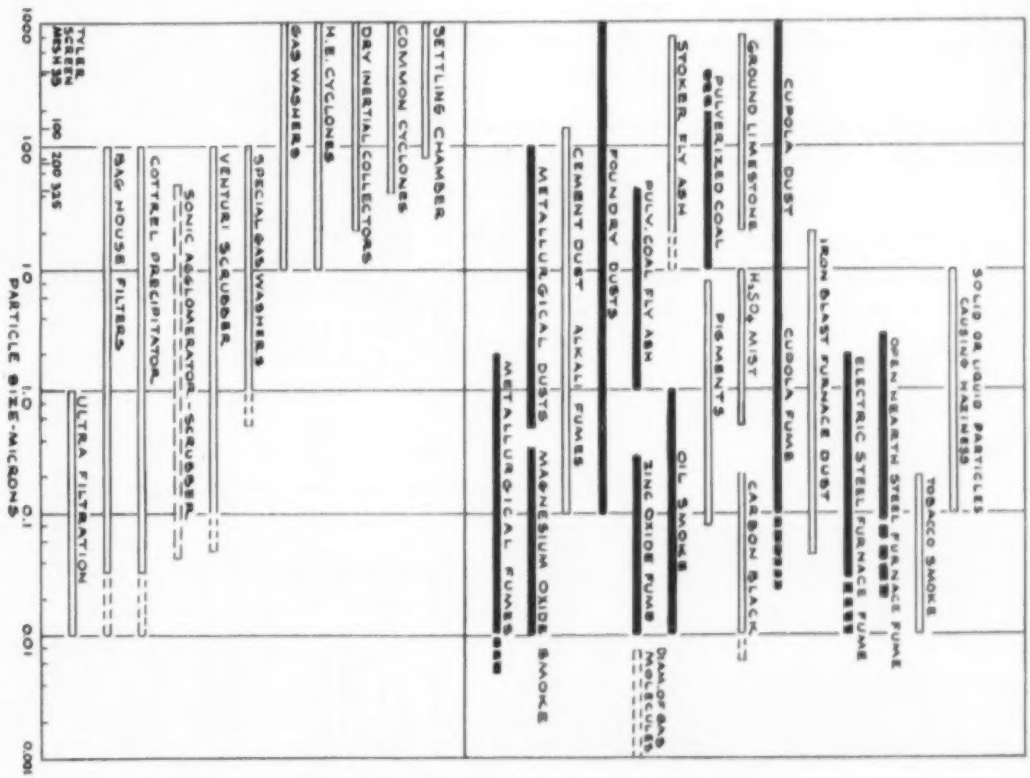 SOLID OR LIQUID PARTICLES
CAUSING HAZINESS
TOBACCO SMOKE
OPEN HEARTH STEEL FURNACE FUME
ELECTRIC STEEL FURNACE FUME
IRON BLAST FURNACE DUST
CUPOLA DUST CUPOLA FUME
GROUND LIMESTONE H₂SO₄ MIST CARBON BLACK
PULVERIZED COAL PIGMENTS
STOKER FLY ASH OIL SMOKE DIAM. OF GAS
MOLECULES
PULV. COAL FLY ASH ZINC OXIDE FUME
FOUNDRY DUSTS
CEMENT DUST ALKALI FUMES
METALLURGICAL DUSTS MAGNESIUM OXIDE SMOKE
METALLURGICAL FUMES
SETTLING CHAMBER
COMMON CYCLONES
DRY INERTIAL COLLECTORS
H.E. CYCLONES
GAS WASHERS
SPECIAL GAS WASHERS
VENTURI SCRUBBER
SONIC AGGLOMERATOR - SCRUBBER
COTTREL PRECIPITATOR
BAG HOUSE FILTERS
ULTRA FILTRATION
TYLER
SCREEN
MESH 35 100 200 325
1000 100 10 1.0 0.1 0.01 0.001
PARTICLE SIZE - MICRONS